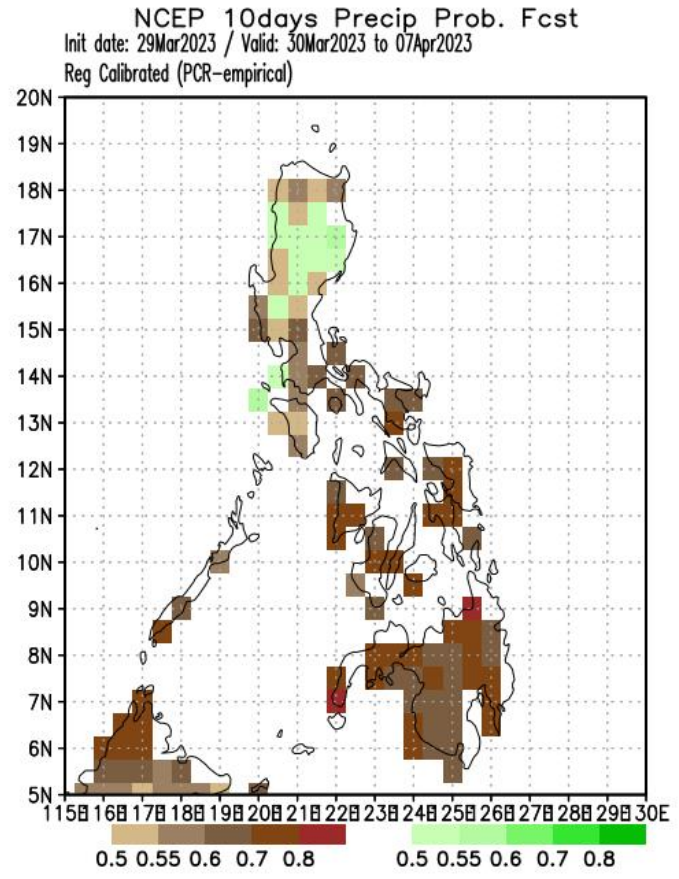 NCEP 10days Precip Prob. Fcst
Init date: 29Mar2023 / Valid: 30Mar2023 to 07Apr2023
Reg Calibrated (PCR-empirical)
20N
19N
18N
17N
16N
15N
14N
13N
12N
11N
10N
9N
8N
7N
6N
5N
115E 116E 117E 118E 119E 120E 121E 122E 123E 124E 125E 126E 127E 128E 129E 130E
0.5 0.55 0.6 0.7 0.8 0.5 0.55 0.6 0.7 0.8